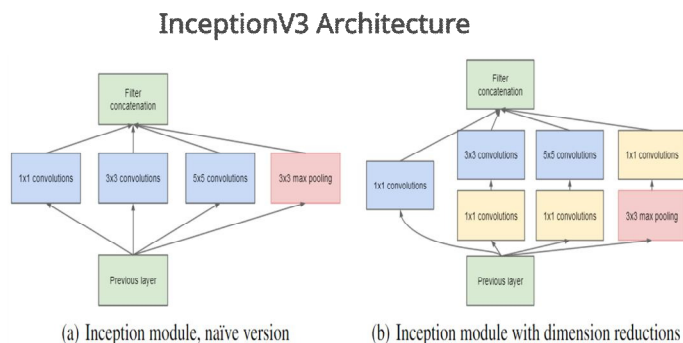 InceptionV3 Architecture
Filter
concatenation
1x1 convolutions
3x3 convolutions
5x5 convolutions
3x3 max pooling
Previous layer
(a) Inception module, naïve version
Filter
concatenation
3x3 convolutions
5x5 convolutions
1x1 convolutions
1x1 convolutions
1x1 convolutions
1x1 convolutions
3x3 max pooling
Previous layer
(b) Inception module with dimension reductions